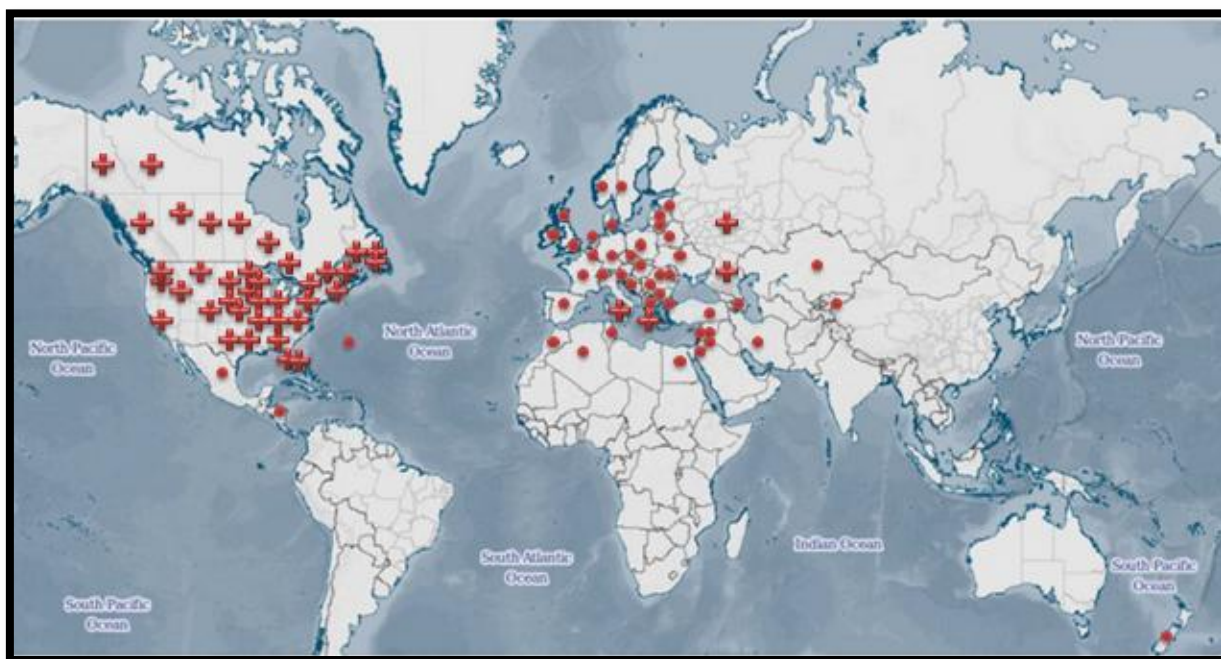 North Pacific
Ocean
North Atlantic
Ocean
North Pacific
Ocean
South Atlantic
Ocean
Indian Ocean
South Pacific
Ocean
South Pacific
Ocean